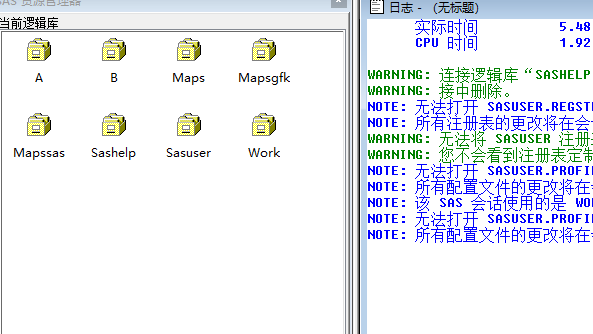 SAS 资源管理器
当前逻辑库
A
B
Maps
Mapsgfk
Mapssas
Sashelp
Sasuser
Work
日志 - (无标题)
实际时间 5.48
CPU 时间 1.92
WARNING: 连接逻辑库“SASHELP
WARNING: 接中删除。
NOTE: 无法打开 SASUSER.REGST
NOTE: 所有注册表的更改将在会
WARNING: 无法将 SASUSER 注册
WARNING: 您不会看到注册表定制
NOTE: 无法打开 SASUSER.PROFI
NOTE: 所有配置文件的更改将在
NOTE: 该 SAS 会话使用的是 WO
NOTE: 无法打开 SASUSER.PROFI
NOTE: 所有配置文件的更改将在